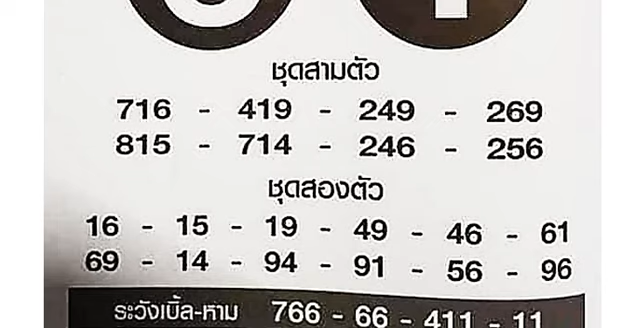 ชุดสามตัว
716 - 419 - 249 - 269
815 - 714 - 246 - 256
ชุดสองตัว
16 - 15 - 19 - 49 - 46 - 61
69 - 14 - 94 - 91 - 56 - 96
ระวังเบิ้ล-หาม 766 - 66 - 411 - 11